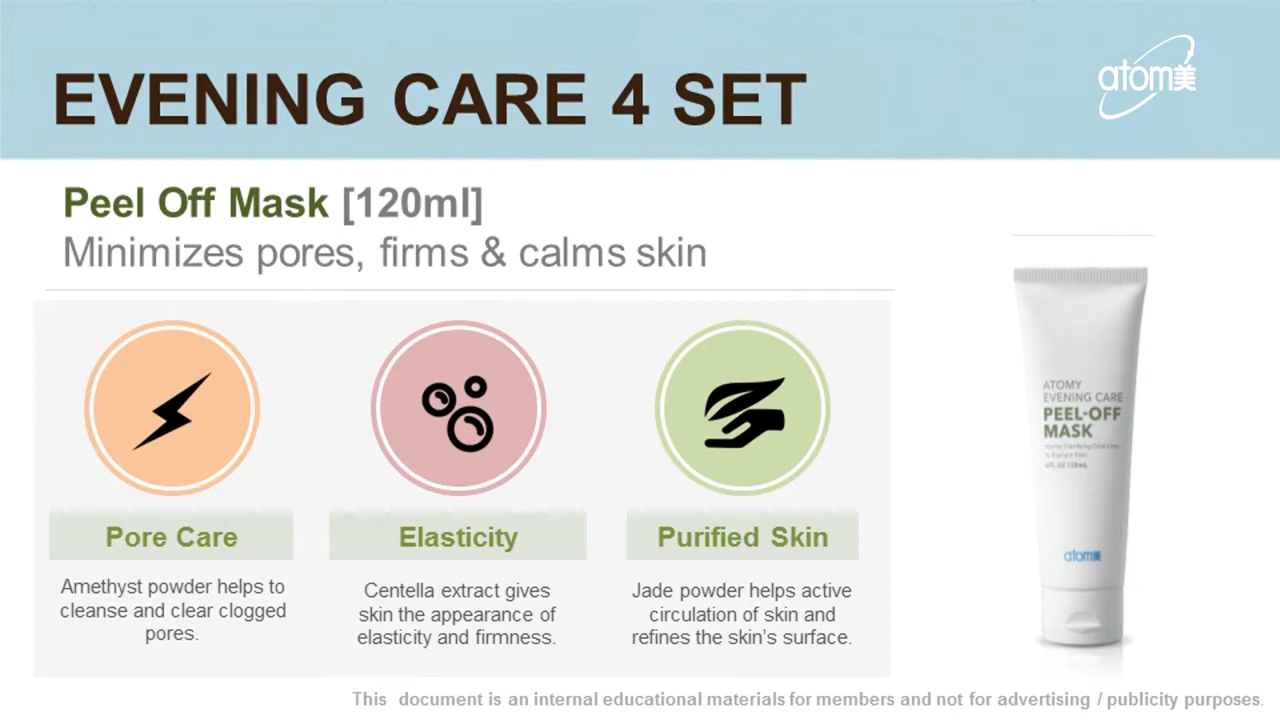 EVENING CARE 4 SET
atom美
Peel Off Mask [120ml]
Minimizes pores, firms & calms skin
Pore Care
Amethyst powder helps to
cleanse and clear clogged
pores.
Elasticity
Centella extract gives
skin the appearance of
elasticity and firmness.
Purified Skin
Jade powder helps active
circulation of skin and
refines the skin's surface.
ATOMY
EVENING CARE
PEEL-OFF
MASK
atom美
This document is an internal educational materials for members and not for advertising / publicity purposes.